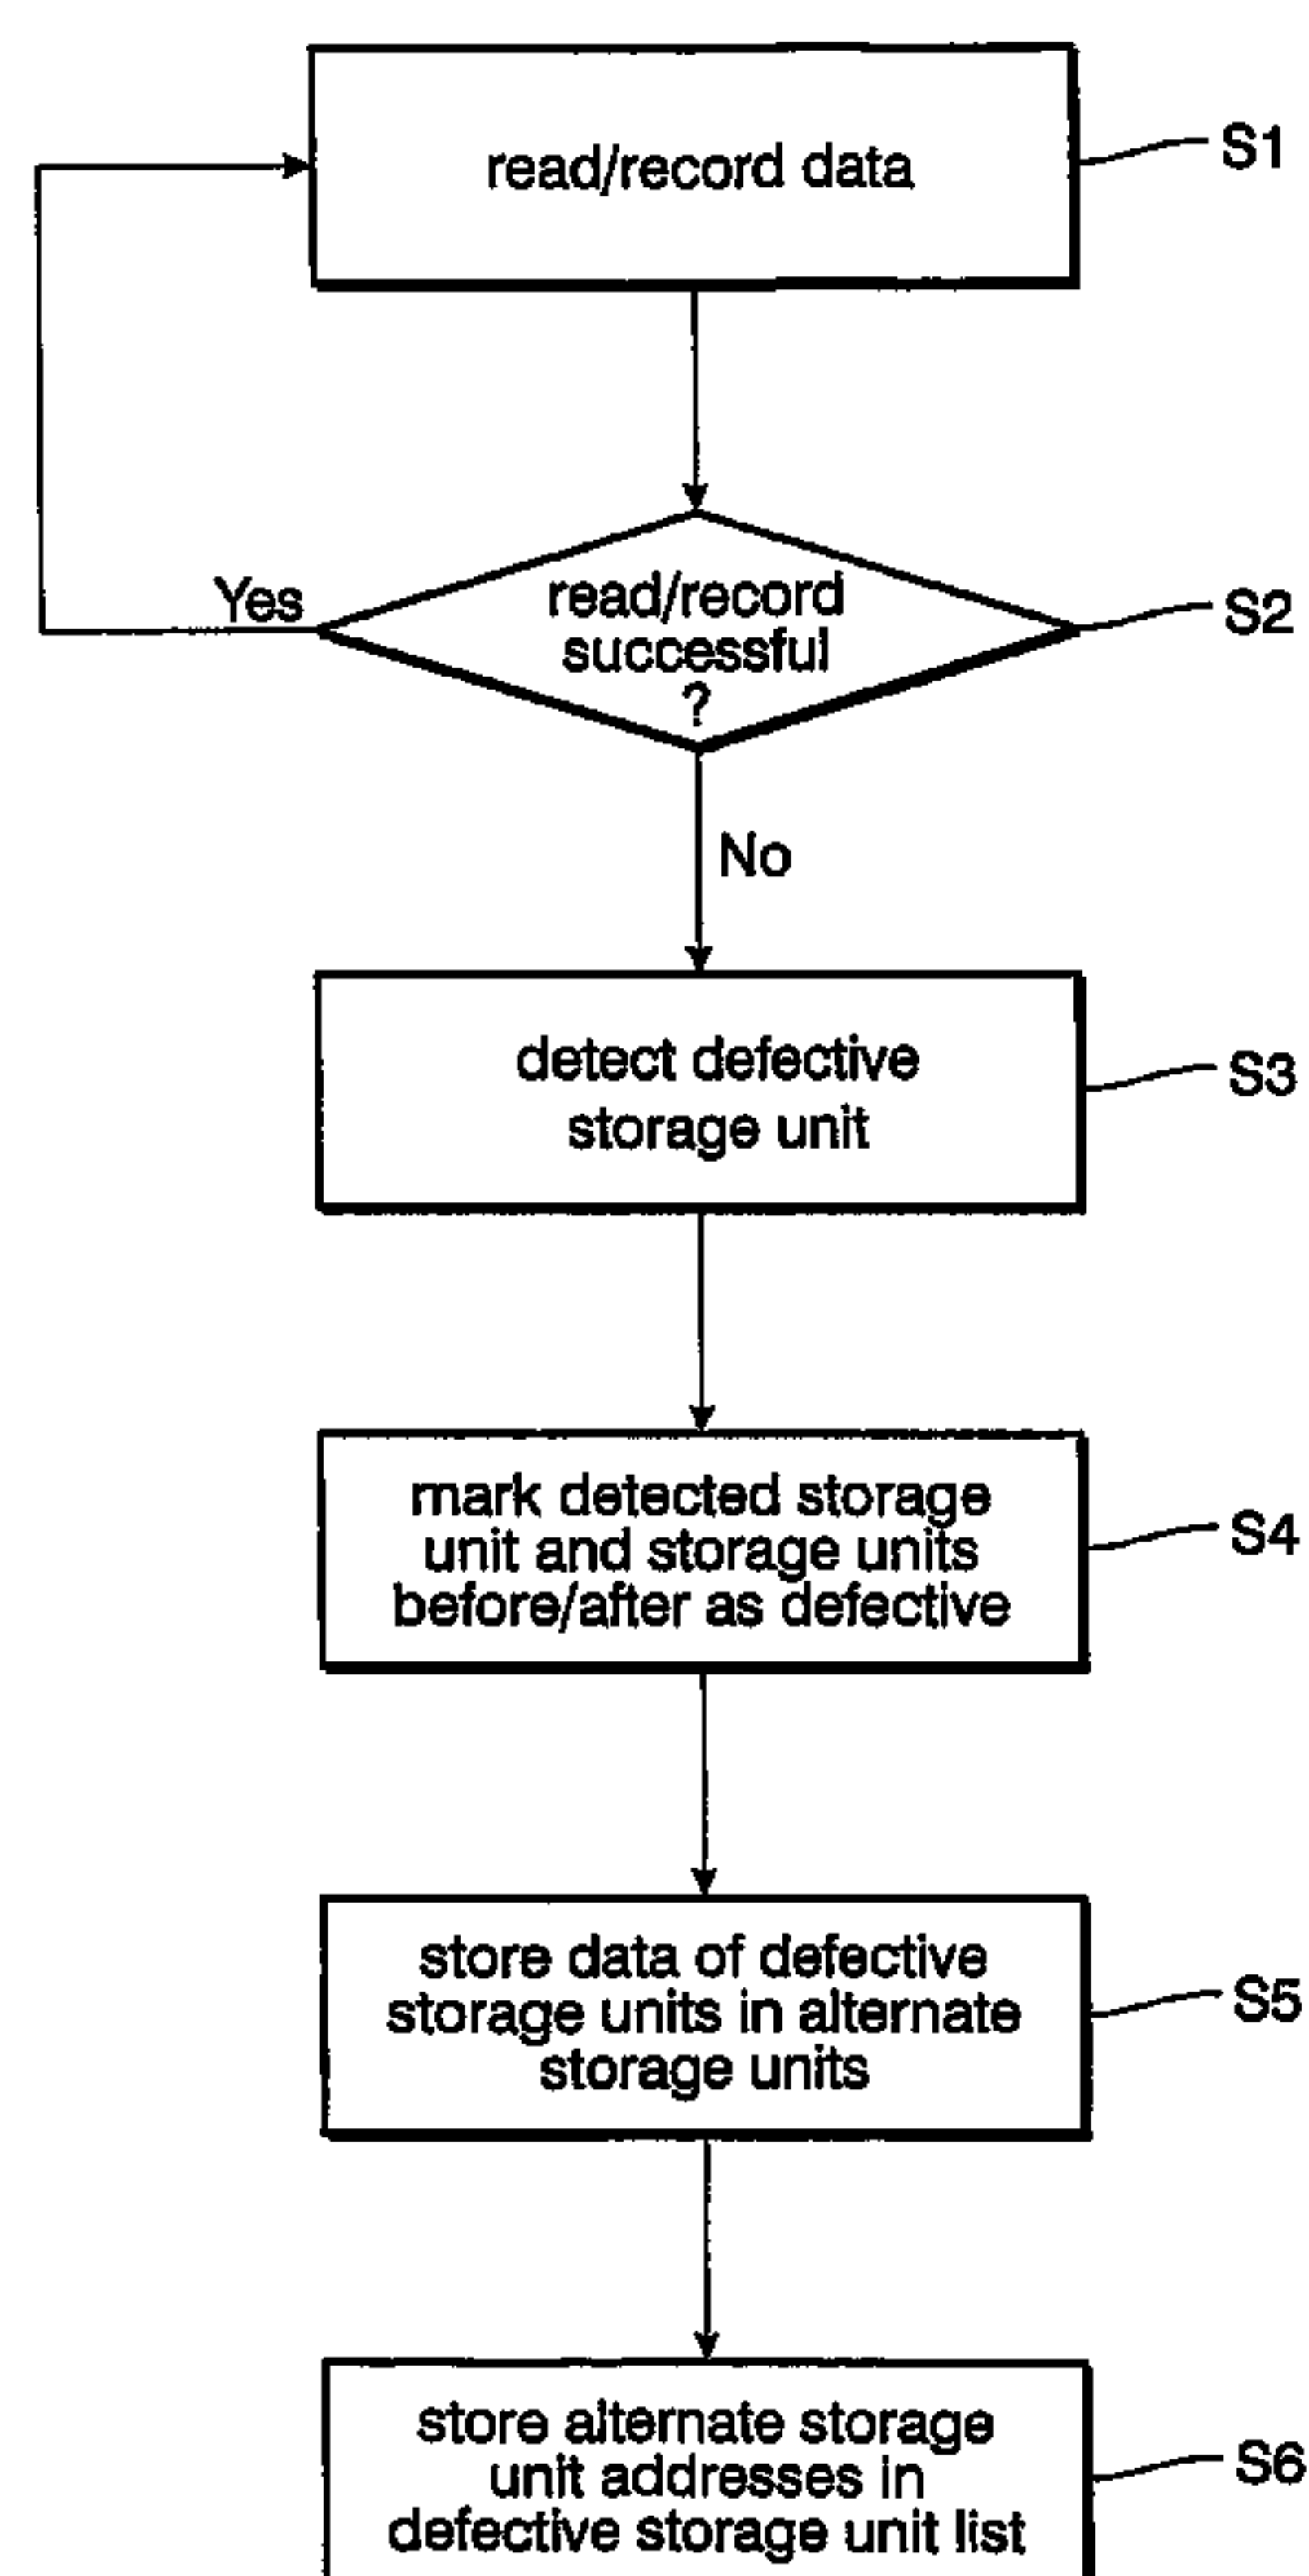 read/record data
S1
Yes
read/record
successful
?
S2
No
detect defective
storage unit
S3
mark detected storage
unit and storage units
before/after as defective
S4
store data of defective
storage units in alternate
storage units
S5
store alternate storage
unit addresses in
defective storage unit list
S6